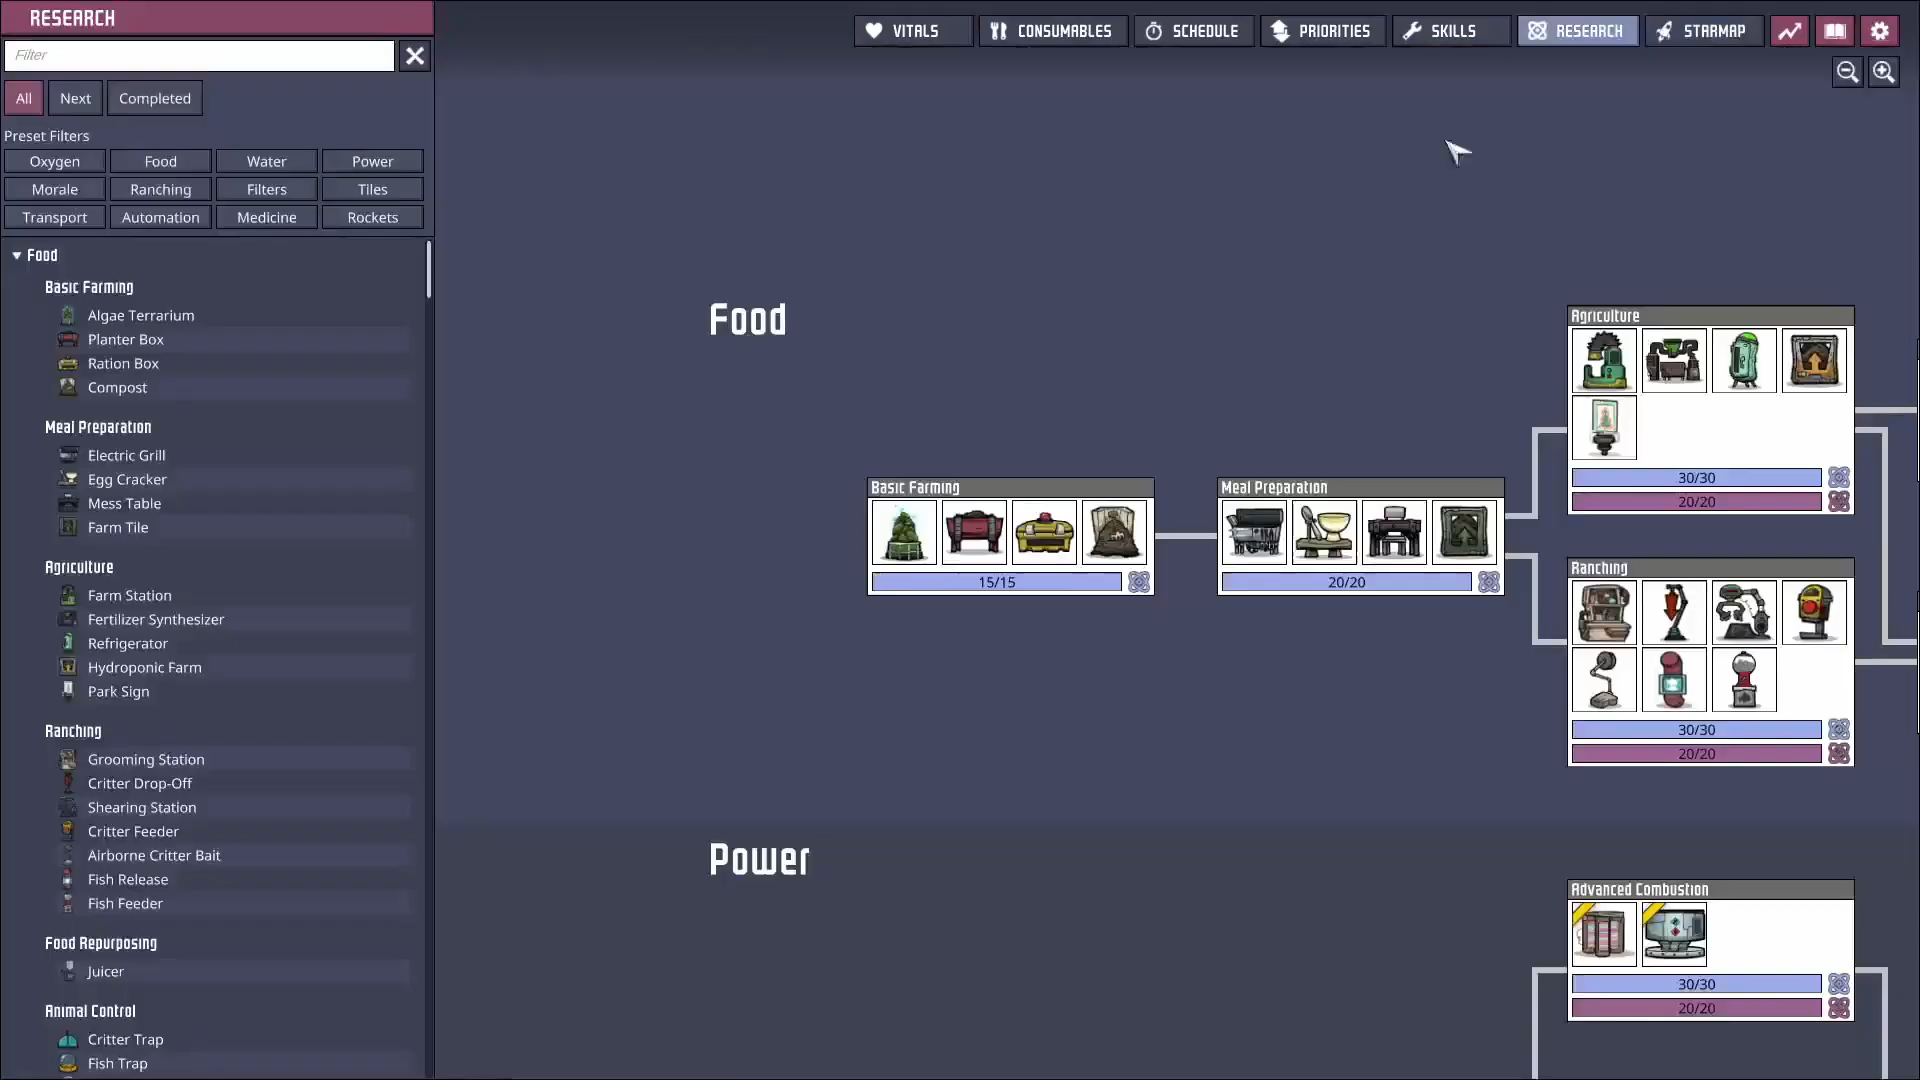 RESEARCH
VITALS
CONSUMABLES
SCHEDULE
PRIORITIES
SKILLS
RESEARCH
STARMAP
Filter
All
Next
Completed
Preset Filters
Oxygen
Food
Water
Power
Morale
Ranching
Filters
Tiles
Transport
Automation
Medicine
Rockets
Food
Basic Farming
Algae Terrarium
Planter Box
Ration Box
Compost
Meal Preparation
Electric Grill
Egg Cracker
Mess Table
Farm Tile
Agriculture
Farm Station
Fertilizer Synthesizer
Refrigerator
Hydroponic Farm
Park Sign
Ranching
Grooming Station
Critter Drop-Off
Shearing Station
Critter Feeder
Airborne Critter Bait
Fish Release
Fish Feeder
Food Repurposing
Juicer
Animal Control
Critter Trap
Fish Trap
Food
Basic Farming
15/15
Meal Preparation
20/20
Agriculture
30/30
20/20
Ranching
30/30
20/20
Power
Advanced Combustion
30/30
20/20